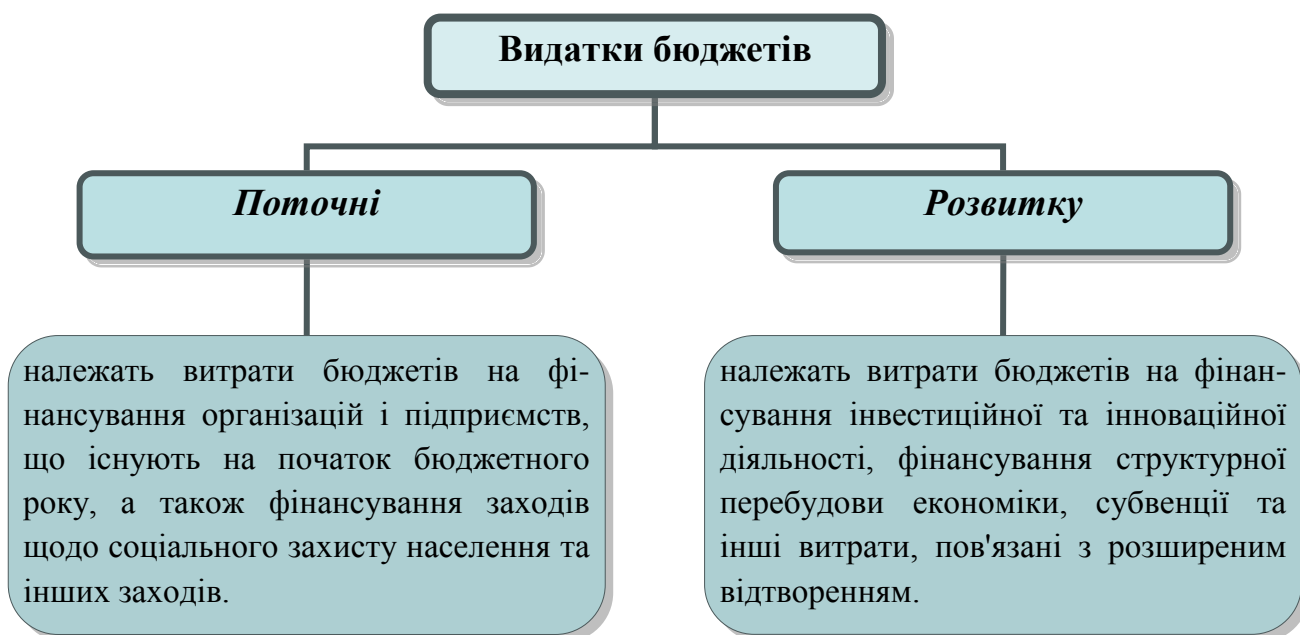 Видатки бюджетів
Поточні
Розвитку
належать витрати бюджетів на фі-
нансування організацій і підприємств,
що існують на початок бюджетного
року, а також фінансування заходів
щодо соціального захисту населення та
інших заходів.
належать витрати бюджетів на фінан-
сування інвестиційної та інноваційної
діяльності, фінансування структурної
перебудови економіки, субвенції та
інші витрати, пов'язані з розширеним
відтворенням.